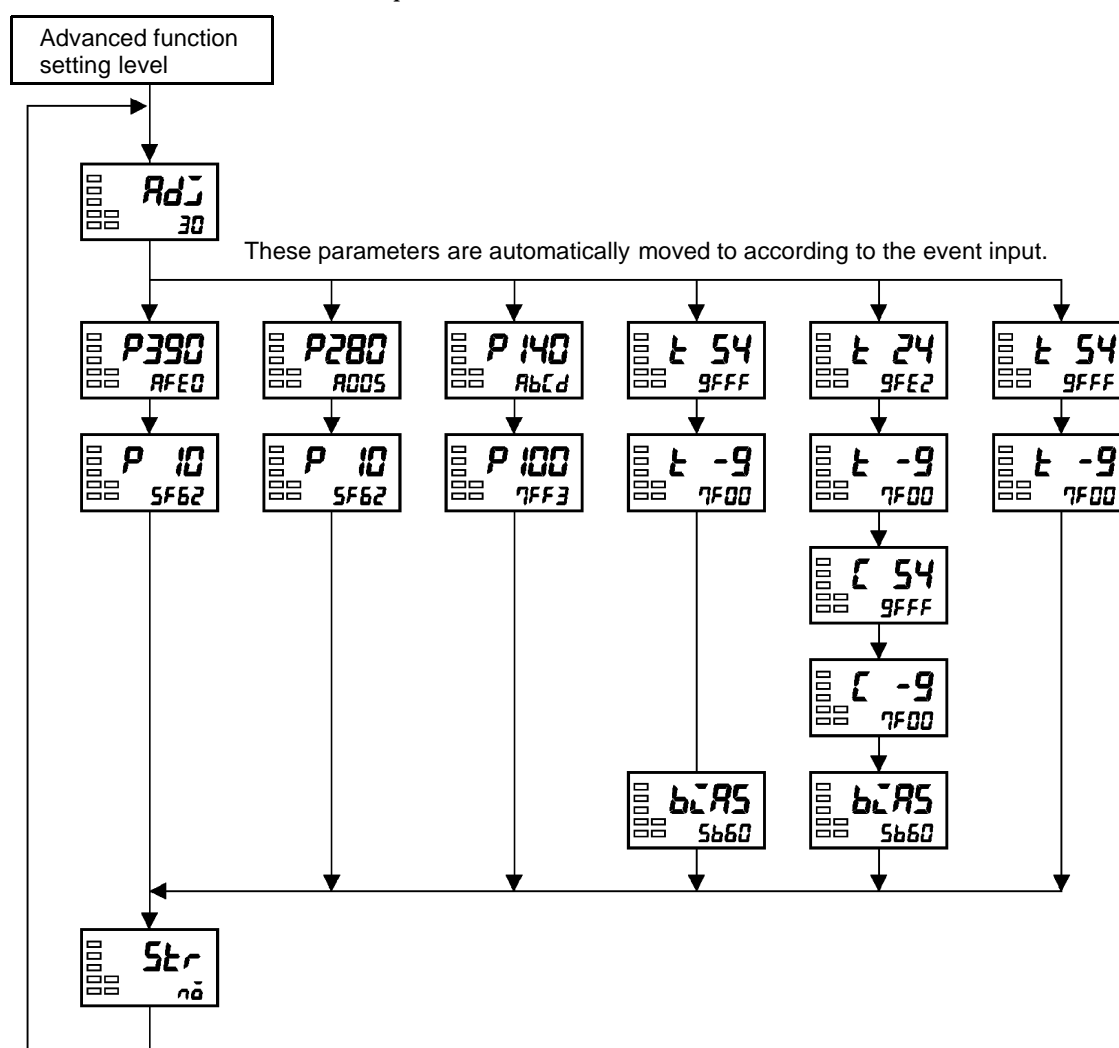 Advanced function
setting level
AdJ
30
These parameters are automatically moved to according to the event input.
P390
P280
P 140
t 54
t 24
t 54
AFE0
A005
AbCd
9FFF
9FE2
9FFF
P 10
P 10
P 100
t -9
t -9
t -9
5F62
5F62
7FF3
7F00
7F00
7F00
C 54
9FFF
C -9
7F00
biAS
biAS
5b60
5b60
Str
no